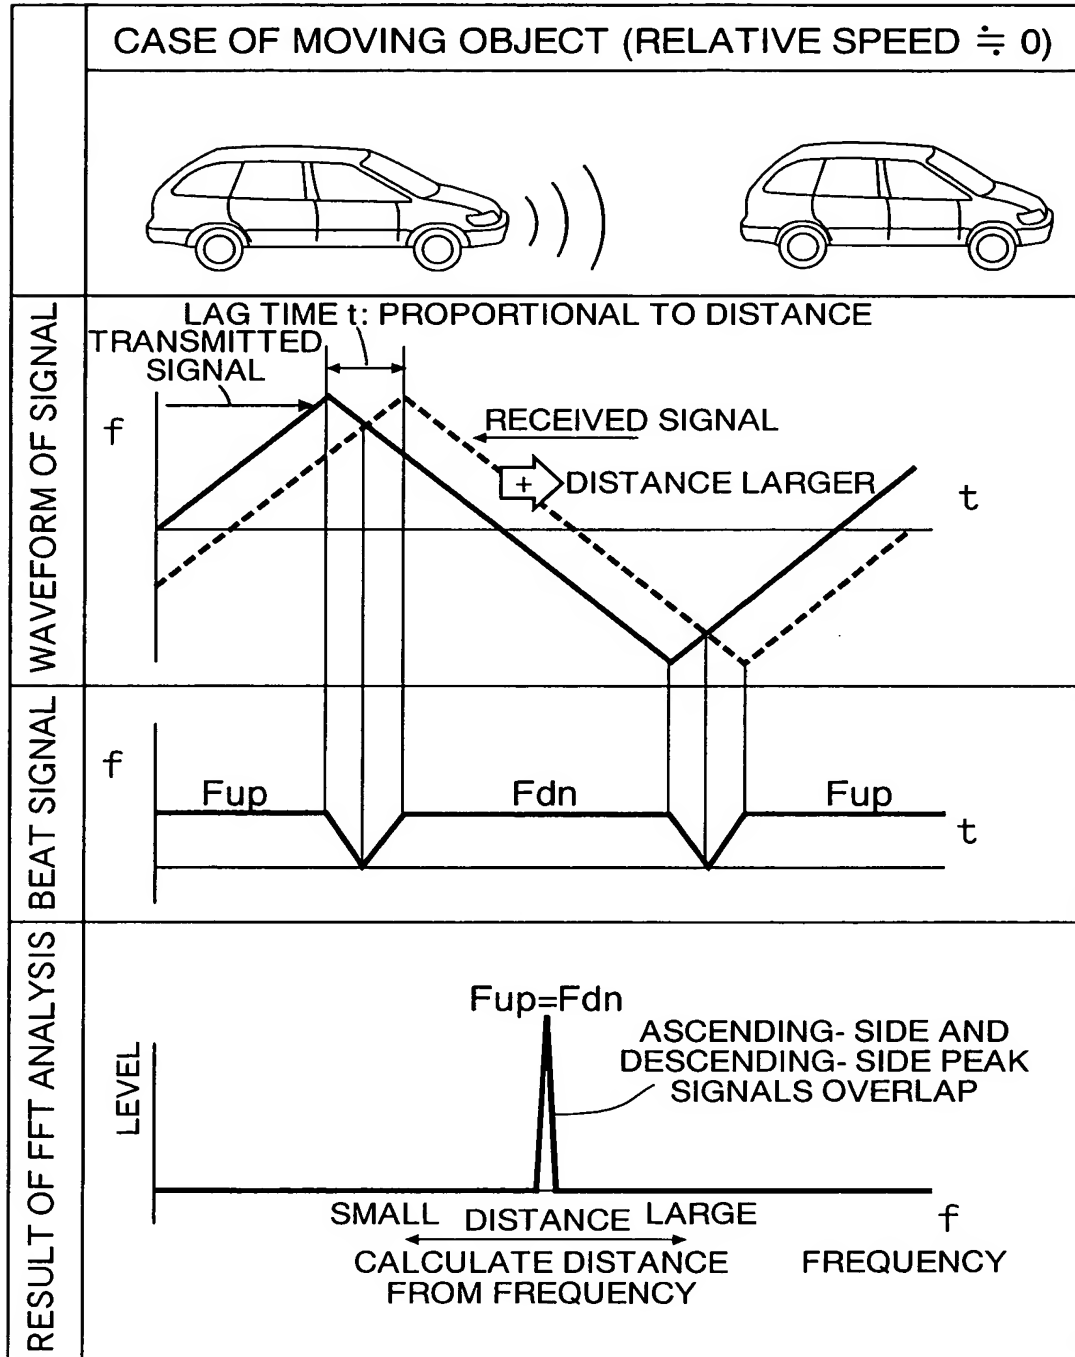 CASE OF MOVING OBJECT (RELATIVE SPEED ≒ 0)
WAVEFORM OF SIGNAL
LAG TIME t: PROPORTIONAL TO DISTANCE
TRANSMITTED
SIGNAL
f
RECEIVED SIGNAL
+
DISTANCE LARGER
t
BEAT SIGNAL
f
Fup
Fdn
Fup
t
RESULT OF FFT ANALYSIS
LEVEL
Fup=Fdn
ASCENDING- SIDE AND
DESCENDING- SIDE PEAK
SIGNALS OVERLAP
SMALL DISTANCE LARGE
f
CALCULATE DISTANCE
FROM FREQUENCY
FREQUENCY